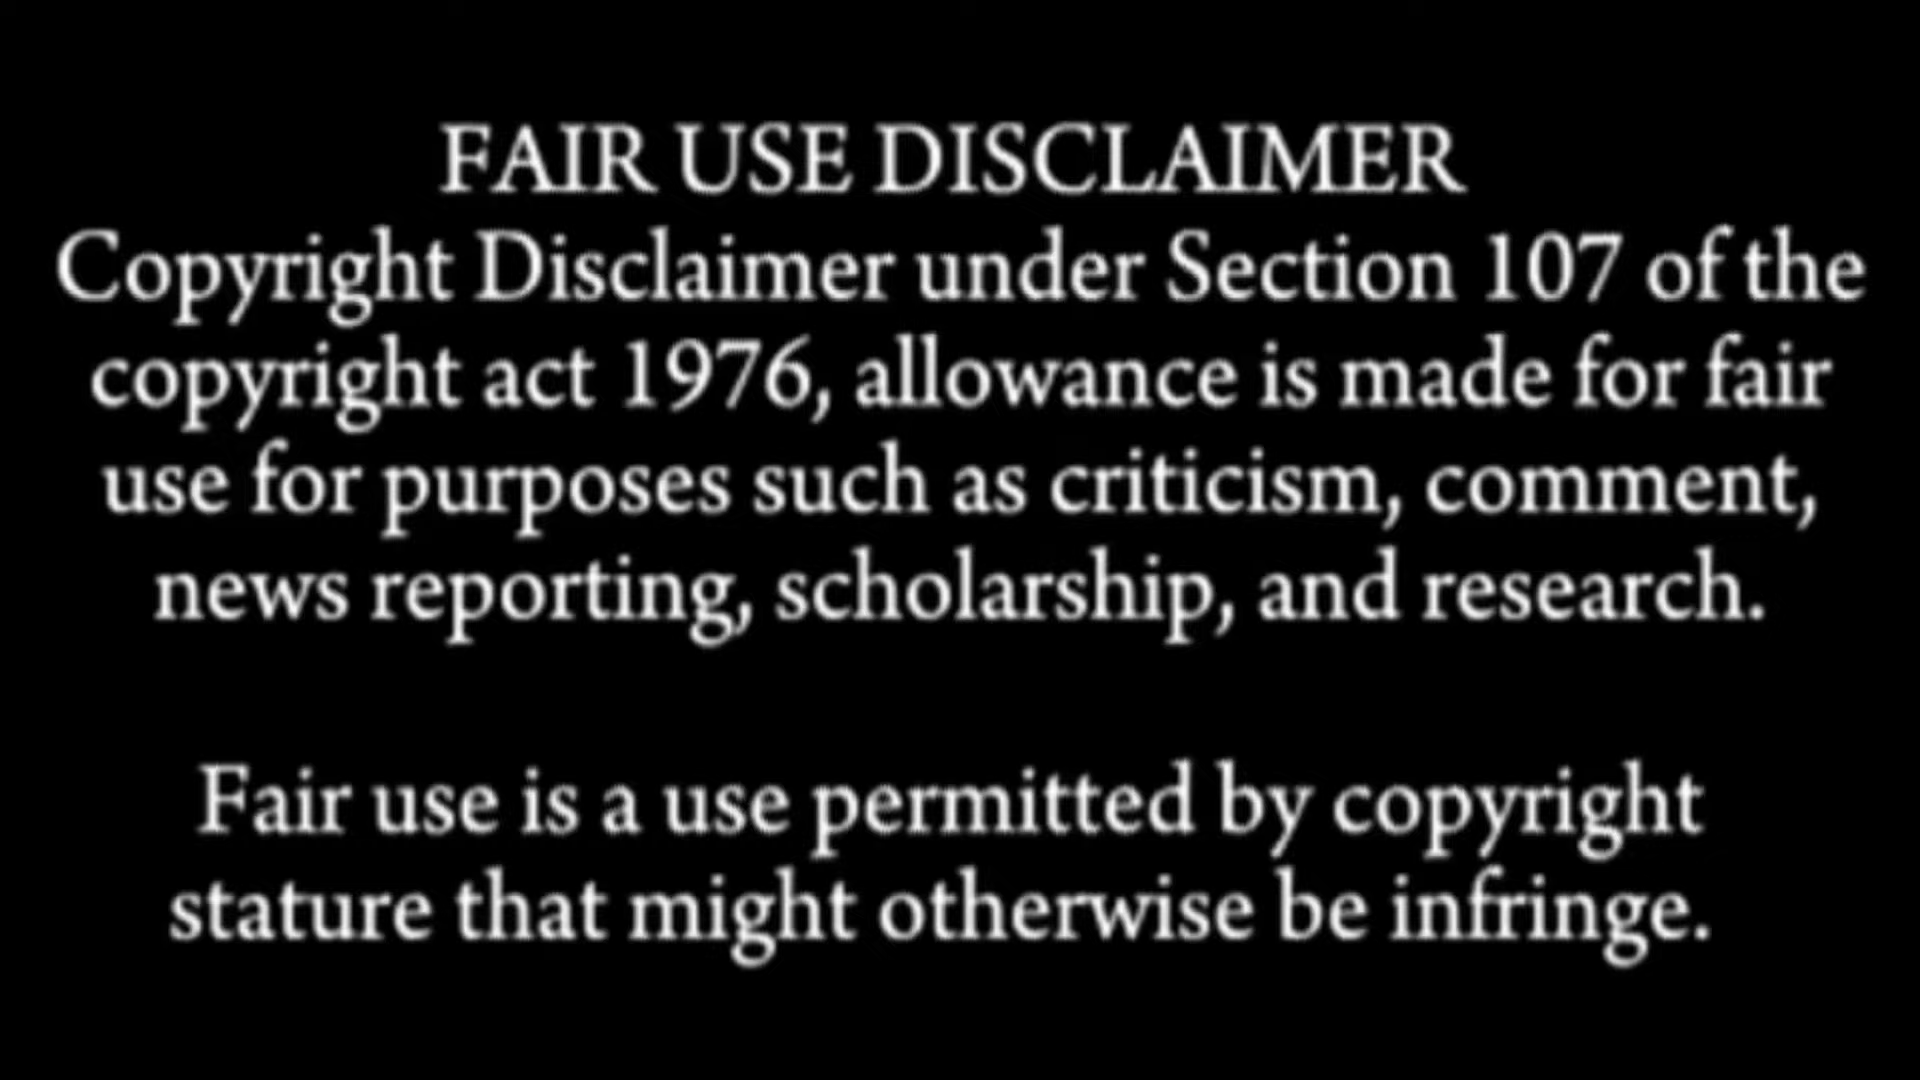 FAIR USE DISCLAIMER
Copyright Disclaimer under Section 107 of the
copyright act 1976, allowance is made for fair
use for purposes such as criticism, comment,
news reporting, scholarship, and research.
Fair use is a use permitted by copyright
stature that might otherwise be infringe.